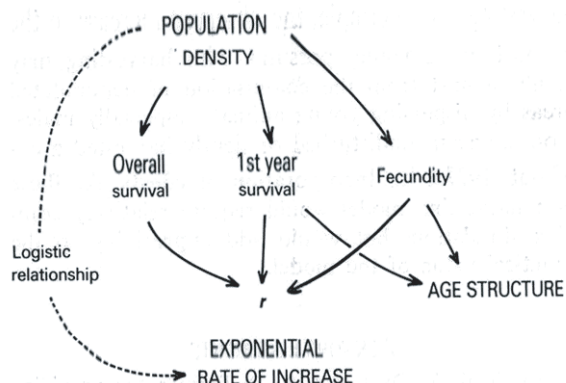 POPULATION
DENSITY
Overall
survival
1st year
survival
Fecundity
Logistic
relationship
r
AGE STRUCTURE
EXPONENTIAL
RATE OF INCREASE